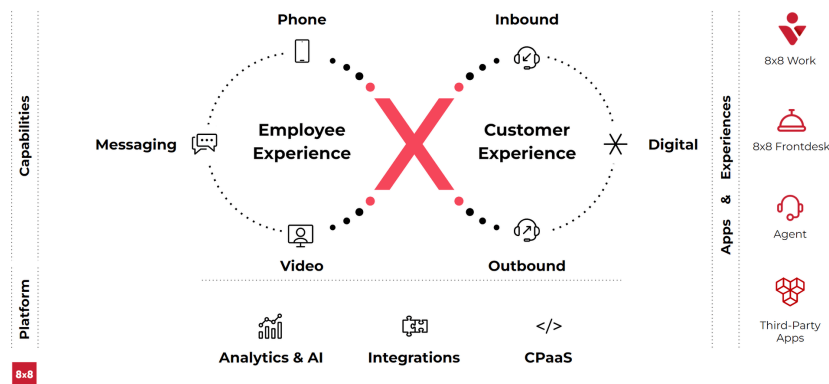 Phone
Inbound
8x8 Work
Capabilities
Messaging
Employee
Experience
X
Customer
Experience
Digital
Apps & Experiences
8x8 Frontdesk
Agent
Video
Outbound
Platform
</>
Analytics & AI
Integrations
CPaaS
Third-Party
Apps
8x8